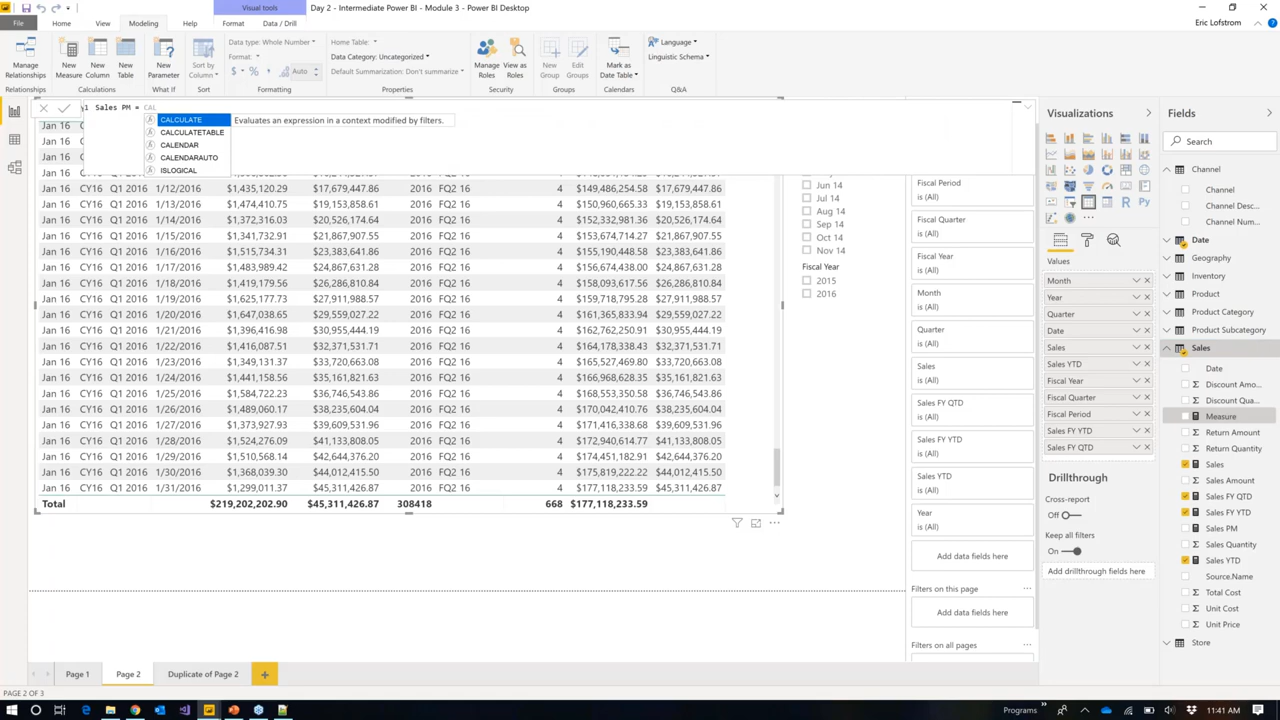 Visual tools
Day 2 - Intermediate Power BI - Module 3 - Power BI Desktop
Eric Lofstrom
File
Home
View
Modeling
Help
Format
Data / Drill
Manage Relationships
New Measure
New Column
New Table
New Parameter
Sort by Column
Data type: Whole Number
Format:
$ % , Auto
Home Table:
Data Category: Uncategorized
Default Summarization: Don't summarize
Manage Roles
View as Roles
New Group
Edit Groups
Mark as Date Table
Language
Linguistic Schema
Relationships
Calculations
What If
Sort
Formatting
Properties
Security
Groups
Calendars
Q&A
1 Sales PM = CAL
CALCULATE
Evaluates an expression in a context modified by filters.
CALCULATETABLE
CALENDAR
CALENDARAUTO
ISLOGICAL
Jan 16
Jan 16
Jan 16
Jan 16 CY16 Q1 2016 1/12/2016 $1,435,120.29 $17,679,447.86 2016 FQ2 16 4 $149,486,254.58 $17,679,447.86
Jan 16 CY16 Q1 2016 1/13/2016 $1,474,410.75 $19,153,858.61 2016 FQ2 16 4 $150,960,665.33 $19,153,858.61
Jan 16 CY16 Q1 2016 1/14/2016 $1,372,316.03 $20,526,174.64 2016 FQ2 16 4 $152,332,981.36 $20,526,174.64
Jan 16 CY16 Q1 2016 1/15/2016 $1,341,732.91 $21,867,907.55 2016 FQ2 16 4 $153,674,714.27 $21,867,907.55
Jan 16 CY16 Q1 2016 1/16/2016 $1,515,734.31 $23,383,641.86 2016 FQ2 16 4 $155,190,448.58 $23,383,641.86
Jan 16 CY16 Q1 2016 1/17/2016 $1,483,989.42 $24,867,631.28 2016 FQ2 16 4 $156,674,438.00 $24,867,631.28
Jan 16 CY16 Q1 2016 1/18/2016 $1,419,179.56 $26,286,810.84 2016 FQ2 16 4 $158,093,617.56 $26,286,810.84
Jan 16 CY16 Q1 2016 1/19/2016 $1,625,177.73 $27,911,988.57 2016 FQ2 16 4 $159,718,795.28 $27,911,988.57
Jan 16 CY16 Q1 2016 1/20/2016 $1,647,038.65 $29,559,027.22 2016 FQ2 16 4 $161,365,833.94 $29,559,027.22
Jan 16 CY16 Q1 2016 1/21/2016 $1,396,416.98 $30,955,444.19 2016 FQ2 16 4 $162,762,250.91 $30,955,444.19
Jan 16 CY16 Q1 2016 1/22/2016 $1,416,087.51 $32,371,531.71 2016 FQ2 16 4 $164,178,338.43 $32,371,531.71
Jan 16 CY16 Q1 2016 1/23/2016 $1,349,131.37 $33,720,663.08 2016 FQ2 16 4 $165,527,469.80 $33,720,663.08
Jan 16 CY16 Q1 2016 1/24/2016 $1,441,158.56 $35,161,821.63 2016 FQ2 16 4 $166,968,628.35 $35,161,821.63
Jan 16 CY16 Q1 2016 1/25/2016 $1,584,722.23 $36,746,543.86 2016 FQ2 16 4 $168,553,350.58 $36,746,543.86
Jan 16 CY16 Q1 2016 1/26/2016 $1,489,060.17 $38,235,604.04 2016 FQ2 16 4 $170,042,410.76 $38,235,604.04
Jan 16 CY16 Q1 2016 1/27/2016 $1,373,927.93 $39,609,531.96 2016 FQ2 16 4 $171,416,338.68 $39,609,531.96
Jan 16 CY16 Q1 2016 1/28/2016 $1,524,276.09 $41,133,808.05 2016 FQ2 16 4 $172,940,614.77 $41,133,808.05
Jan 16 CY16 Q1 2016 1/29/2016 $1,510,568.14 $42,644,376.20 2016 FQ2 16 4 $174,451,182.92 $42,644,376.20
Jan 16 CY16 Q1 2016 1/30/2016 $1,368,039.30 $44,012,415.50 2016 FQ2 16 4 $175,819,222.22 $44,012,415.50
Jan 16 CY16 Q1 2016 1/31/2016 $1,299,011.37 $45,311,426.87 2016 FQ2 16 4 $177,118,233.59 $45,311,426.87
Total $219,202,202.90 $45,311,426.87 308418 668 $177,118,233.59
Jun 14
Jul 14
Aug 14
Sep 14
Oct 14
Nov 14
Fiscal Year
2015
2016
Fiscal Period
is (All)
Fiscal Quarter
is (All)
Fiscal Year
is (All)
Month
is (All)
Quarter
is (All)
Sales
is (All)
Sales FY QTD
is (All)
Sales FY YTD
is (All)
Sales YTD
is (All)
Year
is (All)
Add data fields here
Filters on this page
Add data fields here
Filters on all pages
Visualizations
Values
Month
Year
Quarter
Date
Sales
Sales YTD
Fiscal Year
Fiscal Quarter
Fiscal Period
Sales FY YTD
Sales FY QTD
Drillthrough
Cross-report
Off
Keep all filters
On
Add drillthrough fields here
Fields
Search
Channel
Channel
Channel Desc...
Channel Num...
Date
Geography
Inventory
Product
Product Category
Product Subcategory
Sales
Date
Discount Amo...
Discount Qua...
Measure
Return Amount
Return Quantity
Sales
Sales Amount
Sales FY QTD
Sales FY YTD
Sales PM
Sales Quantity
Sales YTD
Source.Name
Total Cost
Unit Cost
Unit Price
Store
Page 1
Page 2
Duplicate of Page 2
PAGE 2 OF 3
Programs
11:41 AM